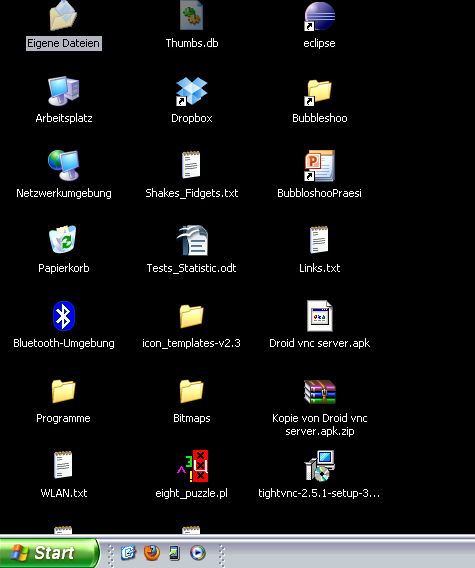 Eigene Dateien
Thumbs.db
eclipse
Arbeitsplatz
Dropbox
Bubbleshoo
Netzwerkumgebung
Shakes_Fidgets.txt
BubbloshooPraesi
Papierkorb
Tests_Statistic.odt
Links.txt
Bluetooth-Umgebung
icon_templates-v2.3
Droid vnc server.apk
Programme
Bitmaps
Kopie von Droid vnc
server.apk.zip
WLAN.txt
eight_puzzle.pl
tightvnc-2.5.1-setup-3...
Start